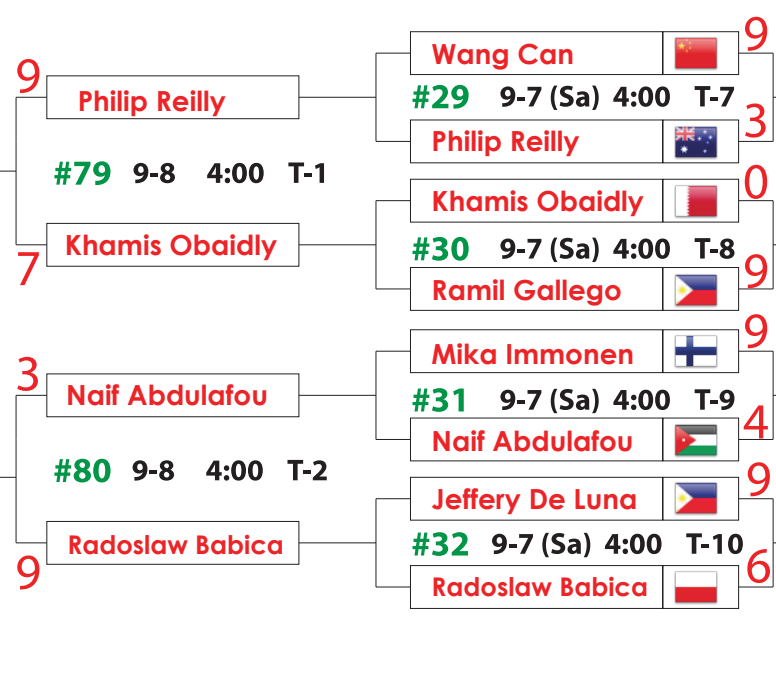 9
Philip Reilly
#79 9-8 4:00 T-1
Khamis Obaidly
7
3
Naif Abdulafou
#80 9-8 4:00 T-2
Radoslaw Babica
9
Wang Can 9
#29 9-7 (Sa) 4:00 T-7
Philip Reilly 3
Khamis Obaidly 0
#30 9-7 (Sa) 4:00 T-8
Ramil Gallego 9
Mika Immonen 9
#31 9-7 (Sa) 4:00 T-9
Naif Abdulafou 4
Jeffery De Luna 9
#32 9-7 (Sa) 4:00 T-10
Radoslaw Babica 6